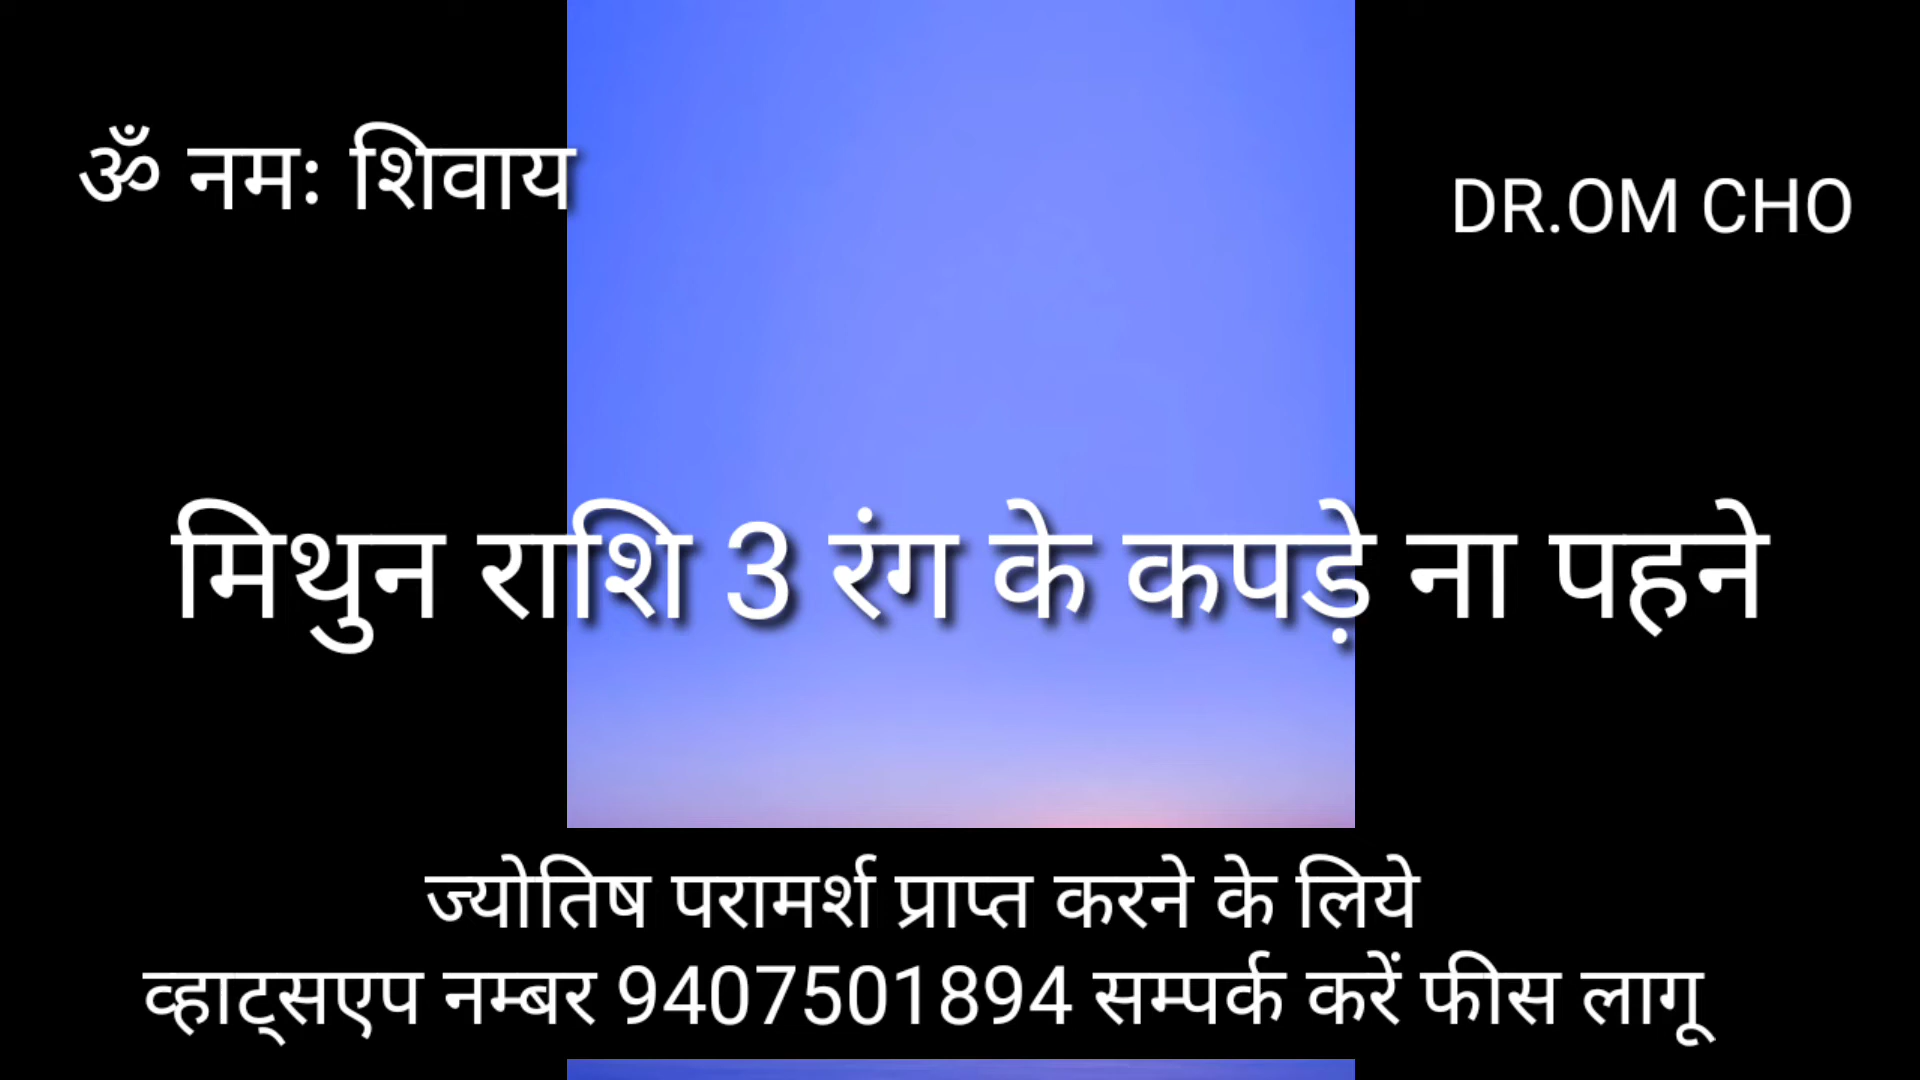 ॐ नमः शिवाय
DR.OM CHO
मिथुन राशि 3 रंग के कपड़े ना पहने
ज्योतिष परामर्श प्राप्त करने के लिये
व्हाट्सएप नम्बर 9407501894 सम्पर्क करें फीस लागू